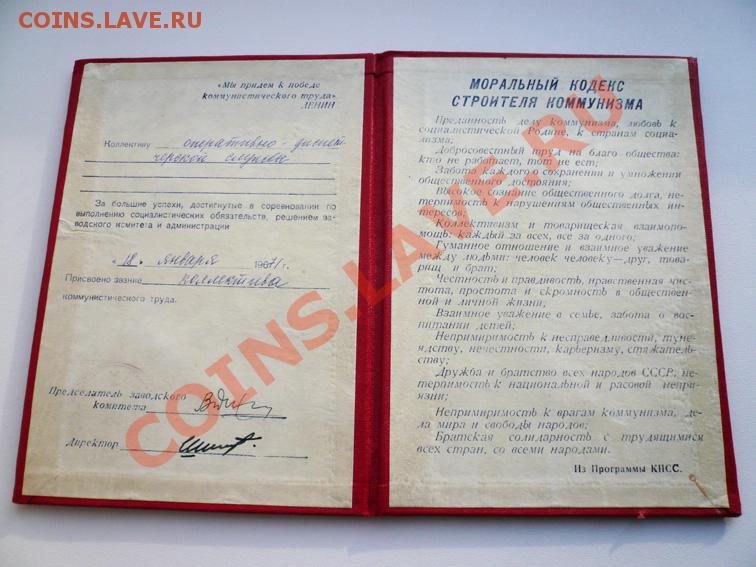 COINS.LAVE.RU
«Мы придем к победе
коммунистического труда»
ЛЕНИН
Коллективу оперативно-диспет-
черской службы
За большие успехи, достигнутые в соревновании по
выполнению социалистических обязательств, решением за-
водского комитета и администрации
«18» января 1971 г.
Присвоено звание коллектива
коммунистического труда.
Председатель заводского
комитета
Директор
МОРАЛЬНЫЙ КОДЕКС
СТРОИТЕЛЯ КОММУНИЗМА
Преданность делу коммунизма, любовь к
социалистической Родине, к странам социа-
лизма;
Добросовестный труд на благо общества:
кто не работает, тот не ест;
Забота каждого о сохранении и умножении
общественного достояния;
Высокое сознание общественного долга, не-
терпимость к нарушениям общественных ин-
тересов;
Коллективизм и товарищеская взаимопо-
мощь: каждый за всех, все за одного;
Гуманное отношение и взаимное уважение
между людьми: человек человеку—друг, това-
рищ и брат;
Честность и правдивость, нравственная чис-
тота, простота и скромность в общественной
и личной жизни;
Взаимное уважение в семье, забота о вос-
питании детей;
Непримиримость к несправедливости, туне-
ядству, нечестности, карьеризму, стяжатель-
ству;
Дружба и братство всех народов СССР, не-
терпимость к национальной и расовой непри-
язни;
Непримиримость к врагам коммунизма, де-
ла мира и свободы народов;
Братская солидарность с трудящимися
всех стран, со всеми народами.
Из Программы КПСС.
COINS.LAVE.RU
COINS.LAVE.RU